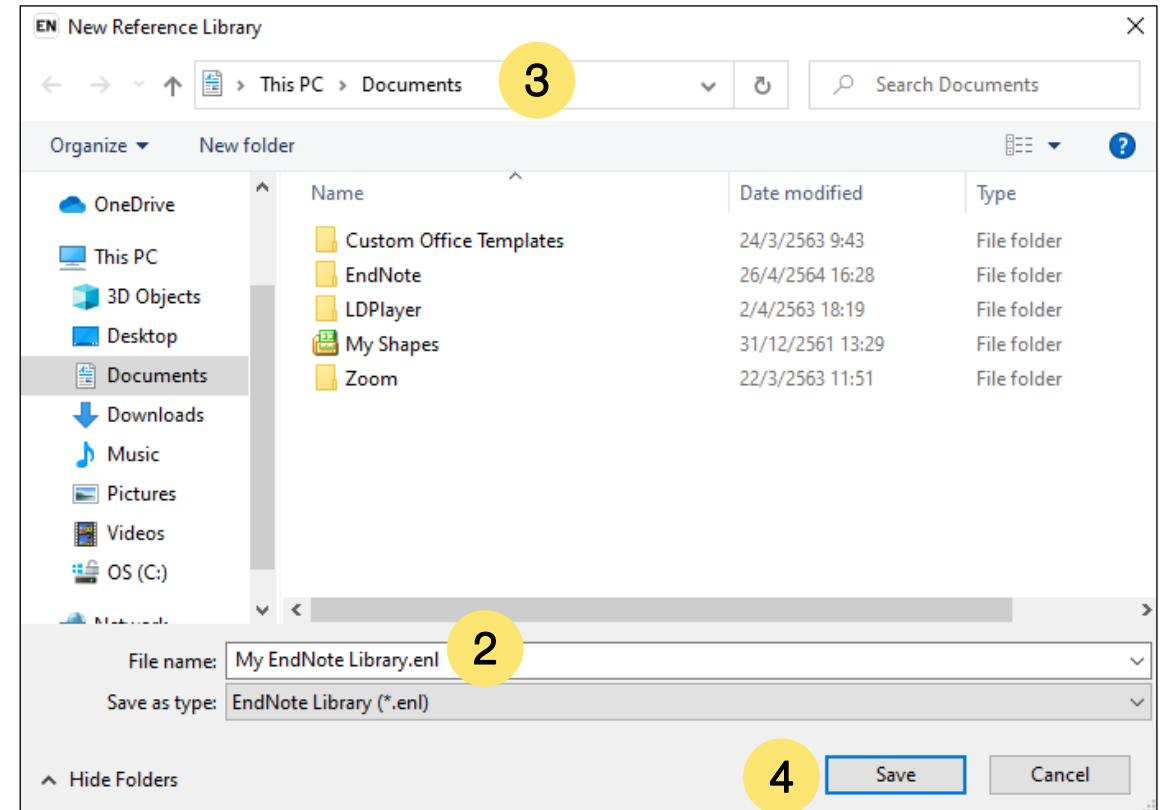 EN New Reference Library
This PC > Documents 3 Search Documents
Organize New folder ?
Name Date modified Type
OneDrive
This PC
3D Objects
Desktop
Documents
Downloads
Music
Pictures
Videos
OS (C:)
Network
Custom Office Templates 24/3/2563 9:43 File folder
EndNote 26/4/2564 16:28 File folder
LDPlayer 2/4/2563 18:19 File folder
My Shapes 31/12/2561 13:29 File folder
Zoom 22/3/2563 11:51 File folder
File name: My EndNote Library.enl 2
Save as type: EndNote Library (*.enl)
Hide Folders 4 Save Cancel